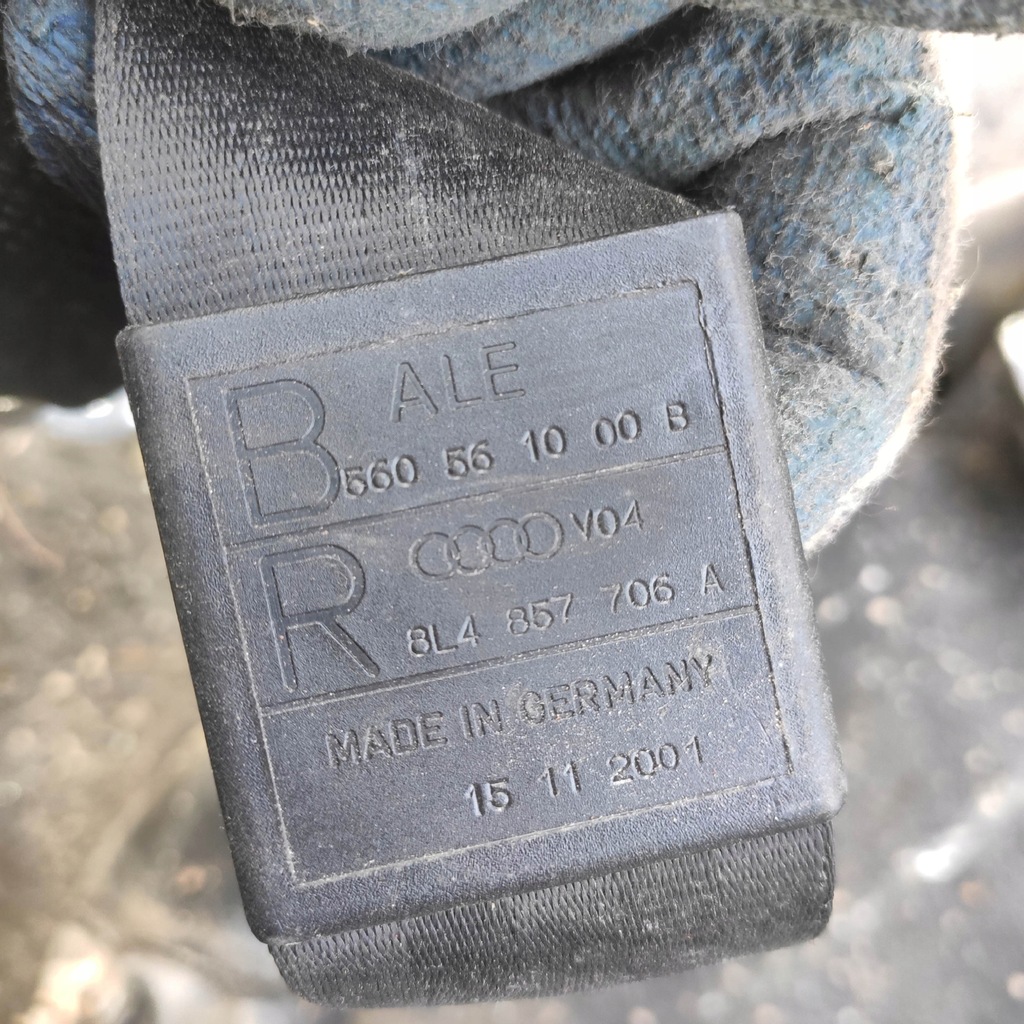 B ALE
560 56 10 00 B
R V04
8L4 857 706 A
MADE IN GERMANY
15 11 2001